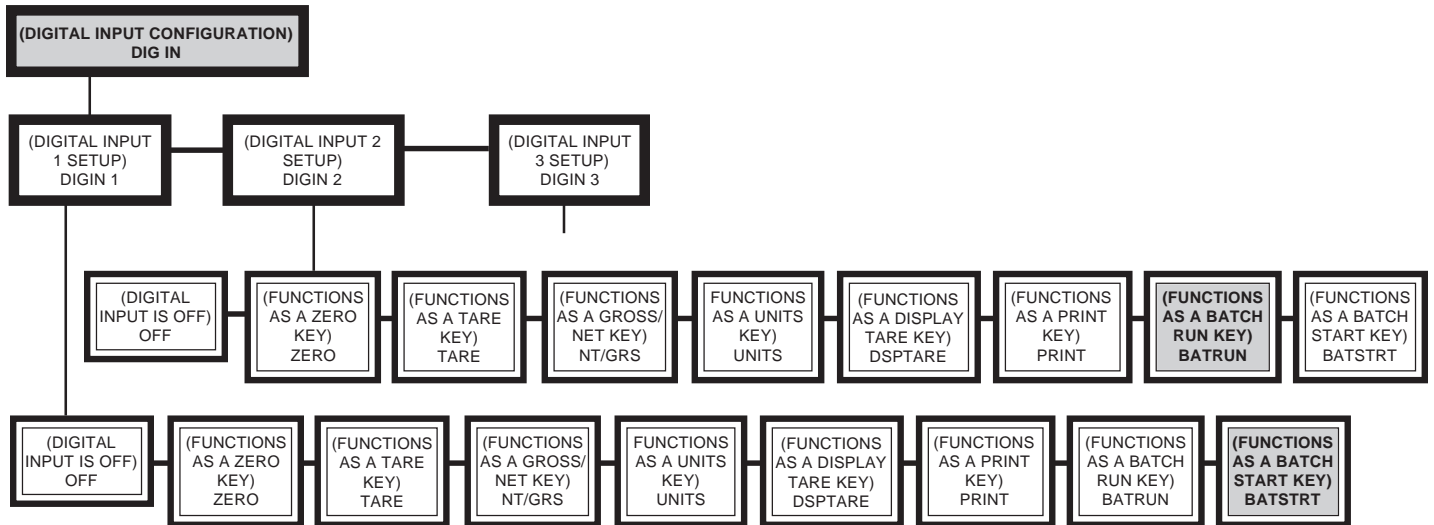 (DIGITAL INPUT CONFIGURATION)
DIG IN
(DIGITAL INPUT
1 SETUP)
DIGIN 1
(DIGITAL INPUT 2
SETUP)
DIGIN 2
(DIGITAL INPUT
3 SETUP)
DIGIN 3
(DIGITAL
INPUT IS OFF)
OFF
(FUNCTIONS
AS A ZERO
KEY)
ZERO
(FUNCTIONS
AS A TARE
KEY)
TARE
(FUNCTIONS
AS A GROSS/
NET KEY)
NT/GRS
FUNCTIONS
AS A UNITS
KEY)
UNITS
(FUNCTIONS
AS A DISPLAY
TARE KEY)
DSPTARE
(FUNCTIONS
AS A PRINT
KEY)
PRINT
(FUNCTIONS
AS A BATCH
RUN KEY)
BATRUN
(FUNCTIONS
AS A BATCH
START KEY)
BATSTRT
(DIGITAL
INPUT IS OFF)
OFF
(FUNCTIONS
AS A ZERO
KEY)
ZERO
(FUNCTIONS
AS A TARE
KEY)
TARE
(FUNCTIONS
AS A GROSS/
NET KEY)
NT/GRS
FUNCTIONS
AS A UNITS
KEY)
UNITS
(FUNCTIONS
AS A DISPLAY
TARE KEY)
DSPTARE
(FUNCTIONS
AS A PRINT
KEY)
PRINT
(FUNCTIONS
AS A BATCH
RUN KEY)
BATRUN
(FUNCTIONS
AS A BATCH
START KEY)
BATSTRT